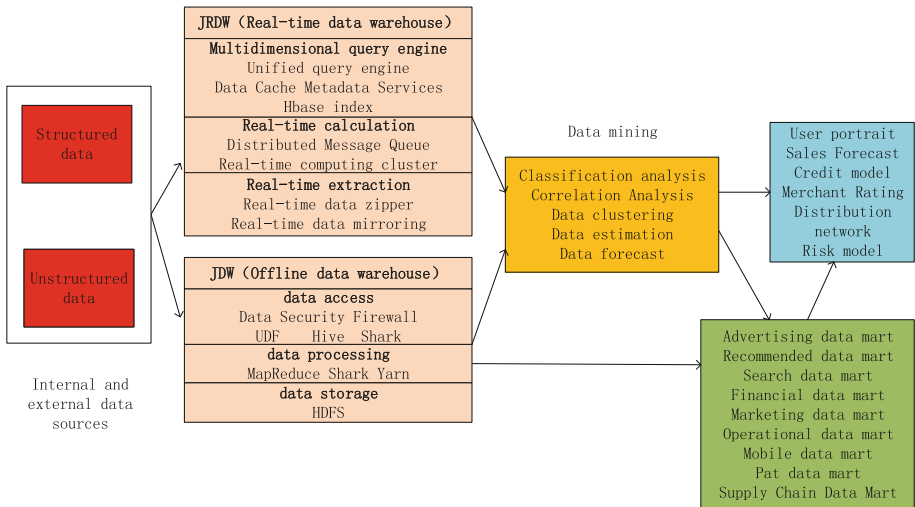 Structured
data
Unstructured
data
Internal and
external data
sources
JRDW（Real-time data warehouse）
Multidimensional query engine
Unified query engine
Data Cache Metadata Services
Hbase index
Real-time calculation
Distributed Message Queue
Real-time computing cluster
Real-time extraction
Real-time data zipper
Real-time data mirroring
JDW（Offline data warehouse）
data access
Data Security Firewall
UDF Hive Shark
data processing
MapReduce Shark Yarn
data storage
HDFS
Data mining
Classification analysis
Correlation Analysis
Data clustering
Data estimation
Data forecast
User portrait
Sales Forecast
Credit model
Merchant Rating
Distribution
network
Risk model
Advertising data mart
Recommended data mart
Search data mart
Financial data mart
Marketing data mart
Operational data mart
Mobile data mart
Pat data mart
Supply Chain Data Mart